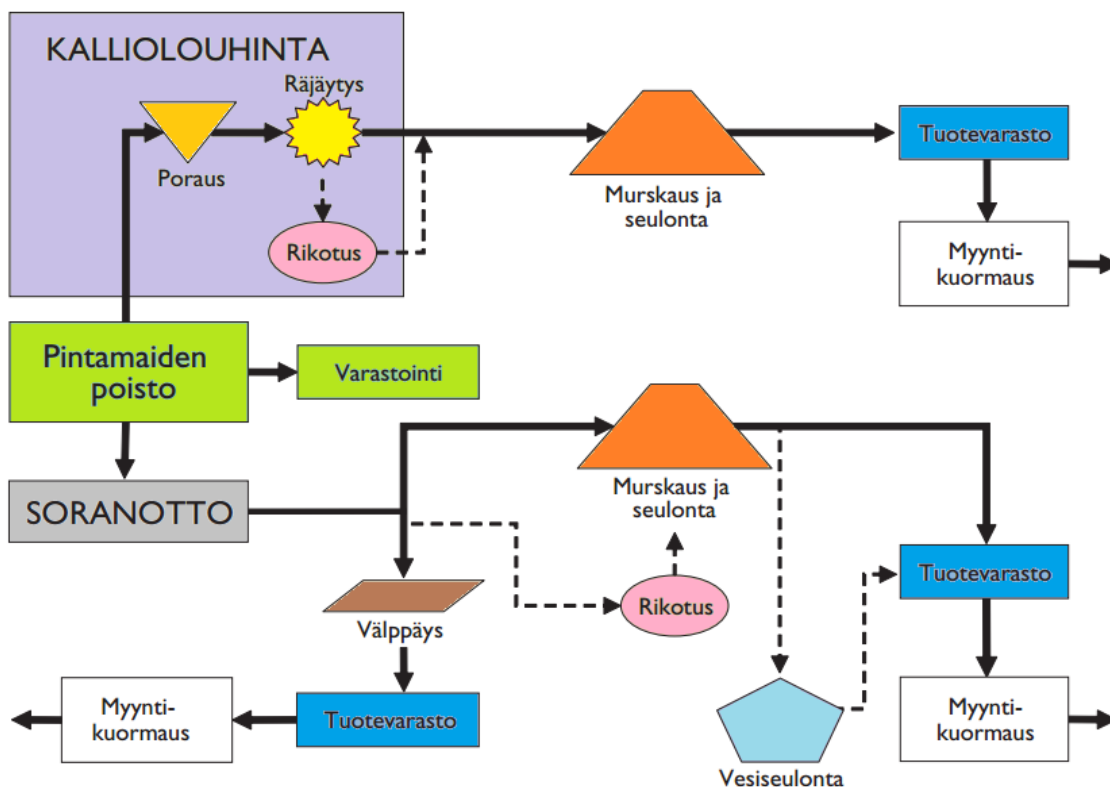 KALLIOLOUHINTA
Räjäytys
Poraus
Rikotus
Murskaus ja
seulonta
Tuotevarasto
Myynti-
kuormaus
Pintamaiden
poisto
Varastointi
SORANOTTO
Murskaus ja
seulonta
Rikotus
Tuotevarasto
Välppäys
Myynti-
kuormaus
Tuotevarasto
Vesiseulonta
Myynti-
kuormaus